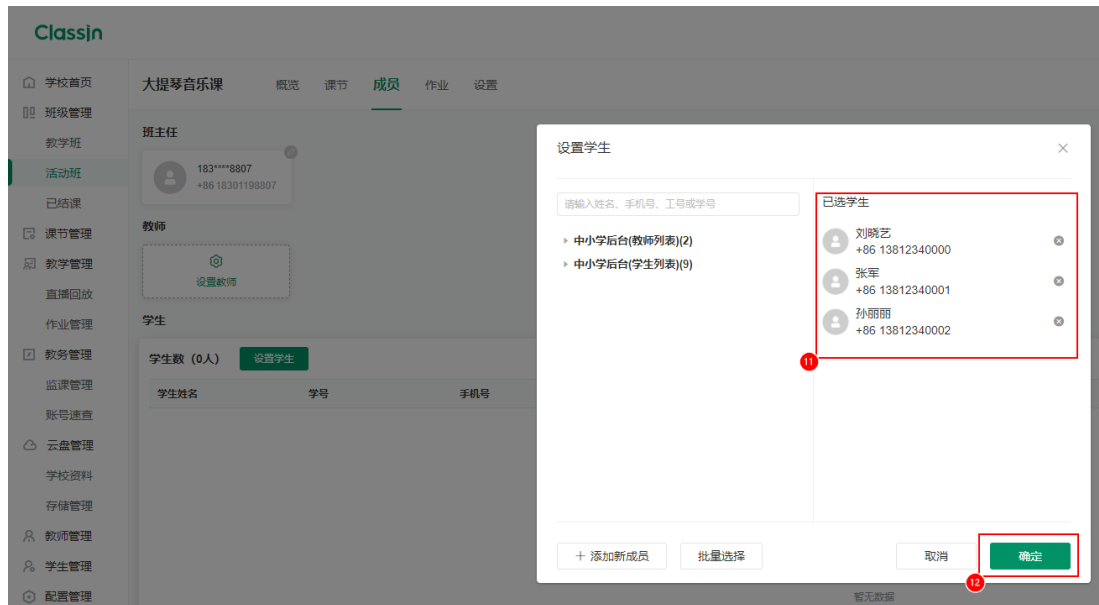 ClassIn
学校首页
班级管理
教学班
活动班
已结课
课节管理
教学管理
直播回放
作业管理
教务管理
监课管理
账号速查
云盘管理
学校资料
存储管理
教师管理
学生管理
配置管理
大提琴音乐课 概览 课节 成员 作业 设置
班主任
183****8807
+86 18301198807
教师
设置教师
学生
学生数（0人） 设置学生
学生姓名 学号 手机号
暂无数据
设置学生
请输入姓名、手机号、工号或学号
中小学后台(教师列表)(2)
中小学后台(学生列表)(9)
已选学生
刘晓艺
+86 13812340000
张军
+86 13812340001
孙丽丽
+86 13812340002
11
+ 添加新成员 批量选择 取消 确定
12